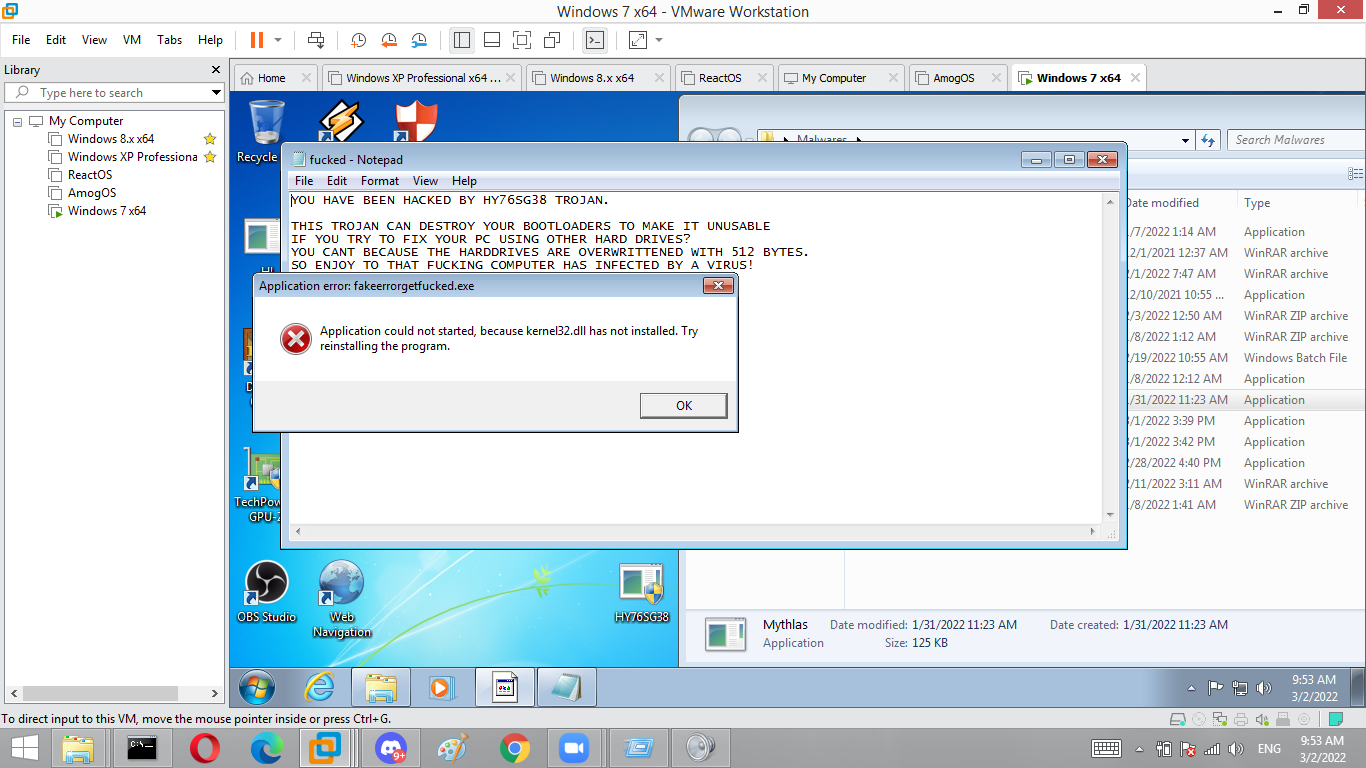 Windows 7 x64 - VMware Workstation
File Edit View VM Tabs Help
Library
Type here to search
My Computer
Windows 8.x x64
Windows XP Professiona
ReactOS
AmogOS
Windows 7 x64
Home
Windows XP Professional x64 ...
Windows 8.x x64
ReactOS
My Computer
AmogOS
Windows 7 x64
Recycle
Malwares
Search Malwares
fucked - Notepad
File Edit Format View Help
YOU HAVE BEEN HACKED BY HY76SG38 TROJAN.
THIS TROJAN CAN DESTROY YOUR BOOTLOADERS TO MAKE IT UNUSABLE
IF YOU TRY TO FIX YOUR PC USING OTHER HARD DRIVES?
YOU CANT BECAUSE THE HARDDRIVES ARE OVERWRITTENED WITH 512 BYTES.
SO ENJOY TO THAT FUCKING COMPUTER HAS INFECTED BY A VIRUS!
Application error: fakeerrorgetfucked.exe
Application could not started, because kernel32.dll has not installed. Try
reinstalling the program.
OK
Date modified Type
/7/2022 1:14 AM Application
2/1/2021 12:37 AM WinRAR archive
/1/2022 7:47 AM WinRAR archive
2/10/2021 10:55 ... Application
/3/2022 12:50 AM WinRAR ZIP archive
/8/2022 1:12 AM WinRAR ZIP archive
/19/2022 10:55 AM Windows Batch File
/8/2022 12:12 AM Application
/31/2022 11:23 AM Application
/1/2022 3:39 PM Application
/1/2022 3:42 PM Application
/28/2022 4:40 PM Application
/11/2022 3:11 AM WinRAR archive
/8/2022 1:41 AM WinRAR ZIP archive
TechPow
GPU-Z
OBS Studio
Web
Navigation
HY76SG38
Mythlas Date modified: 1/31/2022 11:23 AM Date created: 1/31/2022 11:23 AM
Application Size: 125 KB
9:53 AM
3/2/2022
To direct input to this VM, move the mouse pointer inside or press Ctrl+G.
C:\_
9+
ENG
9:53 AM
3/2/2022